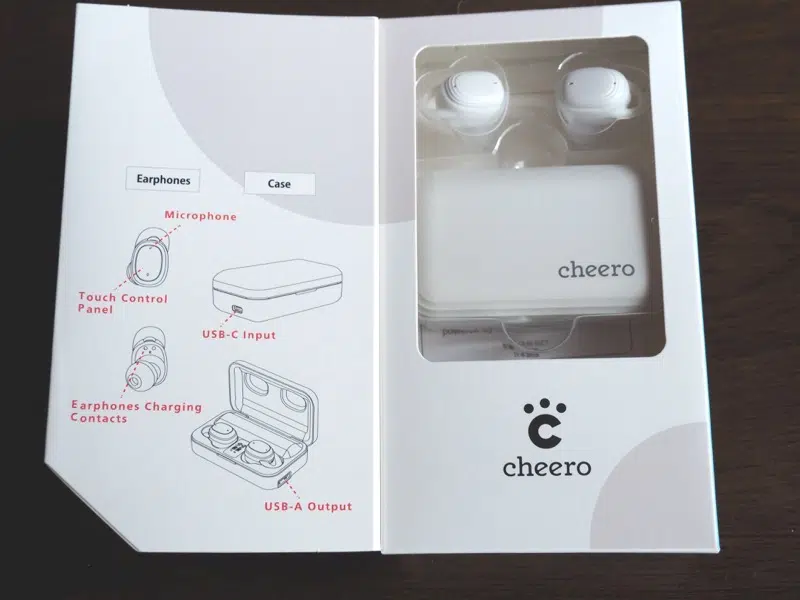 Earphones
Case
Microphone
Touch Control
Panel
USB-C Input
Earphones Charging
Contacts
USB-A Output
cheero
cheero